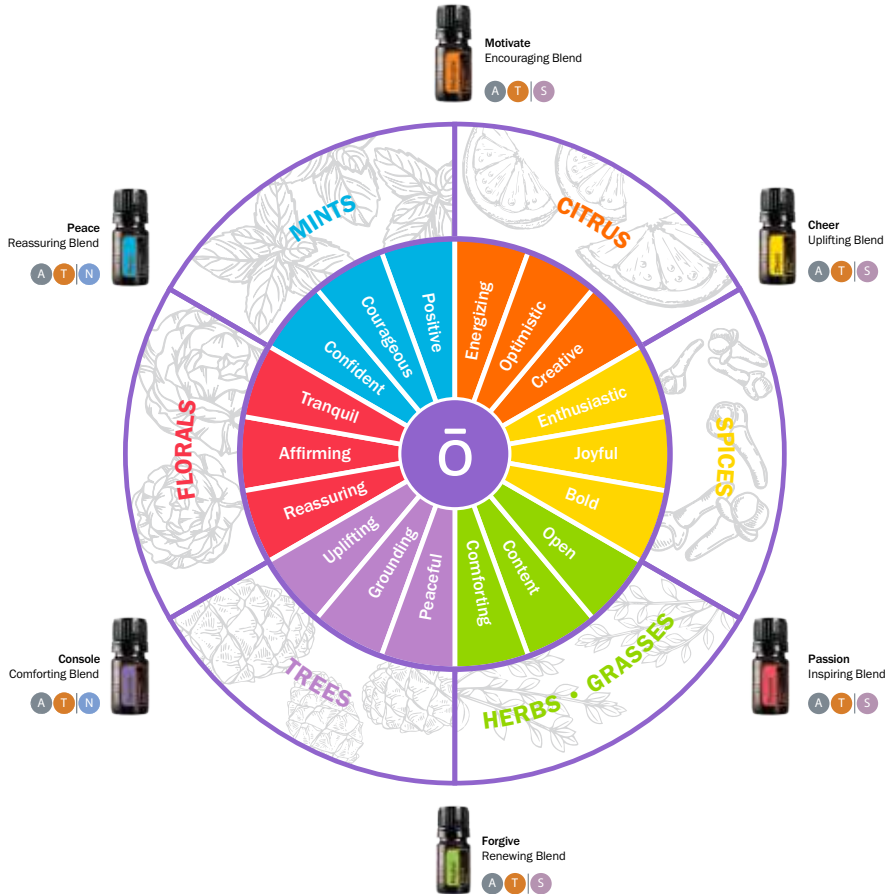 Motivate
Encouraging Blend
A T S
Cheer
Uplifting Blend
A T S
Peace
Reassuring Blend
A T N
MINTS
CITRUS
FLORALS
SPICES
TREES
HERBS • GRASSES
Confident
Courageous
Positive
Energizing
Optimistic
Creative
Enthusiastic
Joyful
Bold
Open
Content
Comforting
Peaceful
Grounding
Uplifting
Reassuring
Affirming
Tranquil
ō
Console
Comforting Blend
A T N
Passion
Inspiring Blend
A T S
Forgive
Renewing Blend
A T S